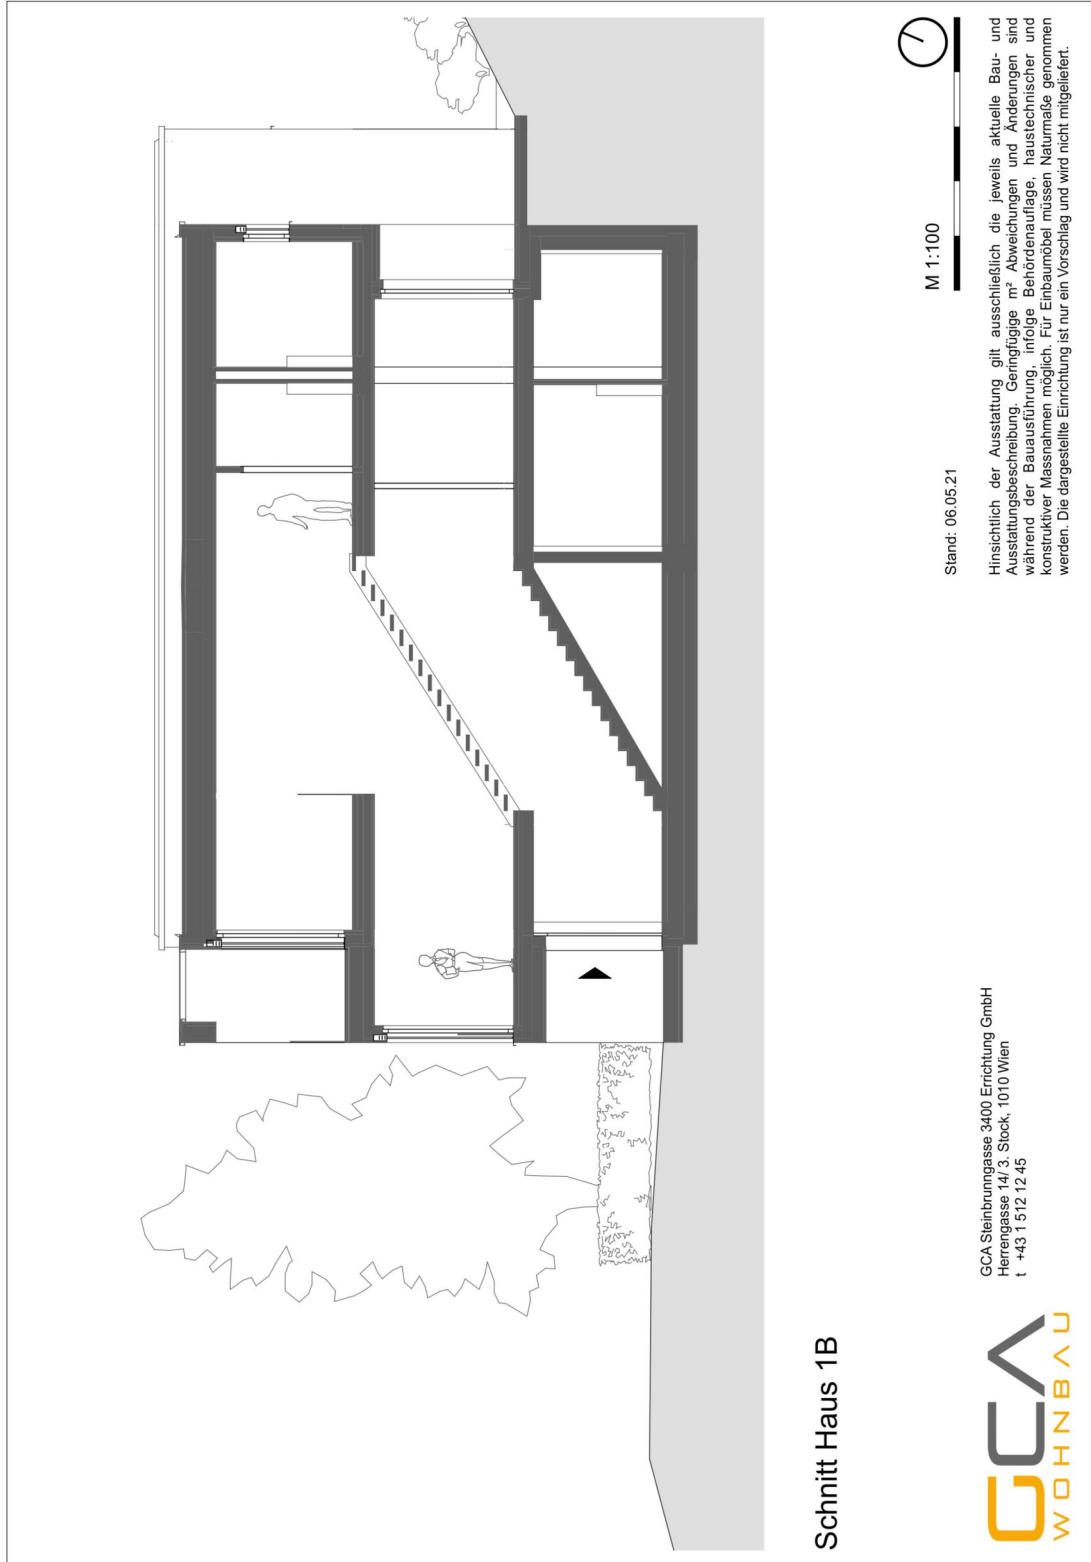 Schnitt Haus 1B
M 1:100
Stand: 06.05.21
Hinsichtlich der Ausstattung gilt ausschließlich die jeweils aktuelle Bau- und
Ausstattungsbeschreibung. Geringfügige m² Abweichungen und Änderungen sind
während der Bauausführung, infolge Behördenauflage, haustechnischer und
konstruktiver Massnahmen möglich. Für Einbaumöbel müssen Naturmaße genommen
werden. Die dargestellte Einrichtung ist nur ein Vorschlag und wird nicht mitgeliefert.
GCA
WOHNBAU
GCA Steinbrunngasse 3400 Errichtung GmbH
Herrengasse 14/ 3. Stock, 1010 Wien
t +43 1 512 12 45